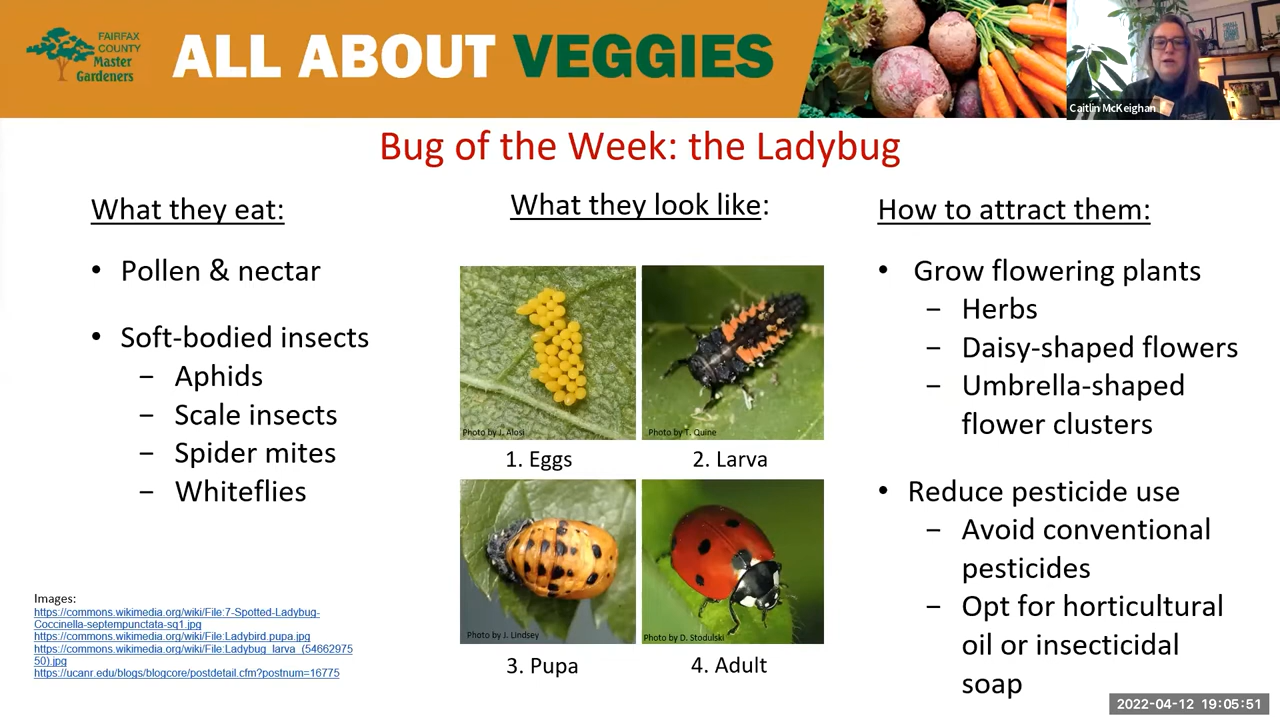 FAIRFAX
COUNTY
Master
Gardeners
ALL ABOUT VEGGIES
Caitlin McKeighan
Bug of the Week: the Ladybug
What they eat:
• Pollen & nectar
• Soft-bodied insects
− Aphids
− Scale insects
− Spider mites
− Whiteflies
What they look like:
Photo by J. Alosi
Photo by T. Quine
1. Eggs
2. Larva
Photo by J. Lindsey
Photo by D. Stodulski
3. Pupa
4. Adult
How to attract them:
• Grow flowering plants
− Herbs
− Daisy-shaped flowers
− Umbrella-shaped
flower clusters
• Reduce pesticide use
− Avoid conventional
pesticides
− Opt for horticultural
oil or insecticidal
soap
Images:
https://commons.wikimedia.org/wiki/File:7-Spotted-Ladybug-
Coccinella-septempunctata-sq1.jpg
https://commons.wikimedia.org/wiki/File:Ladybird.pupa.jpg
https://commons.wikimedia.org/wiki/File:Ladybug_larva_(54662975
50).jpg
https://ucanr.edu/blogs/blogcore/postdetail.cfm?postnum=16775
2022-04-12 19:05:51